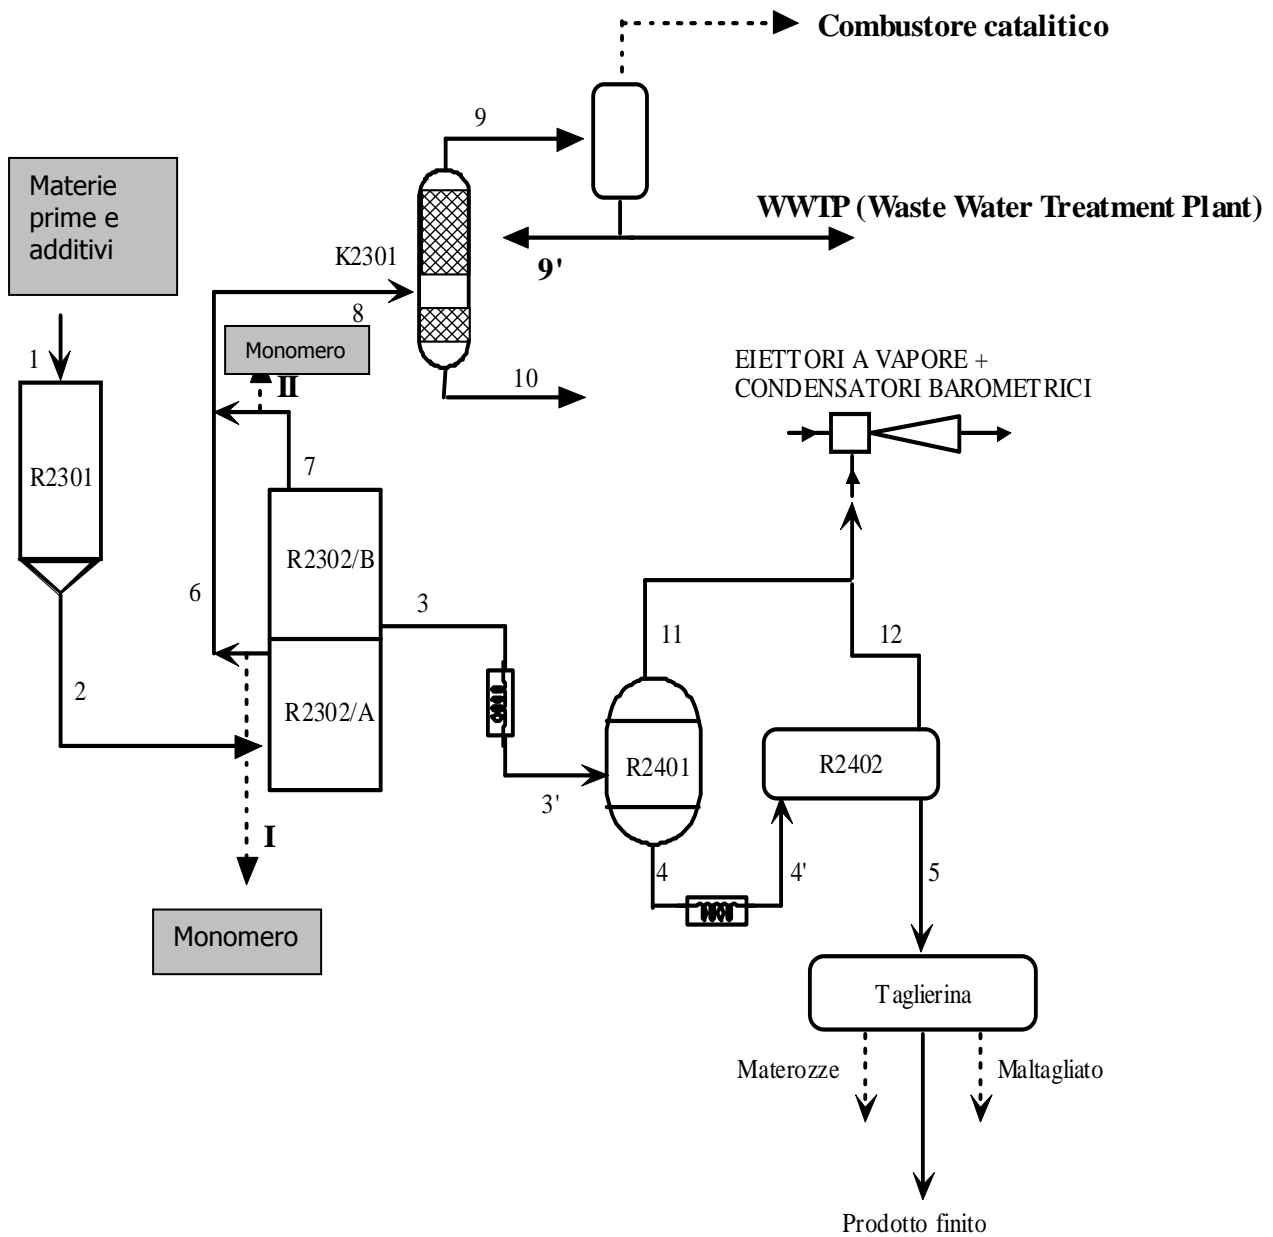 Combustore catalitico
9
Materie
prime e
additivi
WWTP (Waste Water Treatment Plant)
K2301
9'
8
1
Monomero
II
10
EIETTORI A VAPORE +
CONDENSATORI BAROMETRICI
R2301
7
R2302/B
6
3
11
12
2
R2302/A
R2401
R2402
3'
I
4
4'
5
Monomero
Taglierina
Materozze
Maltagliato
Prodotto finito